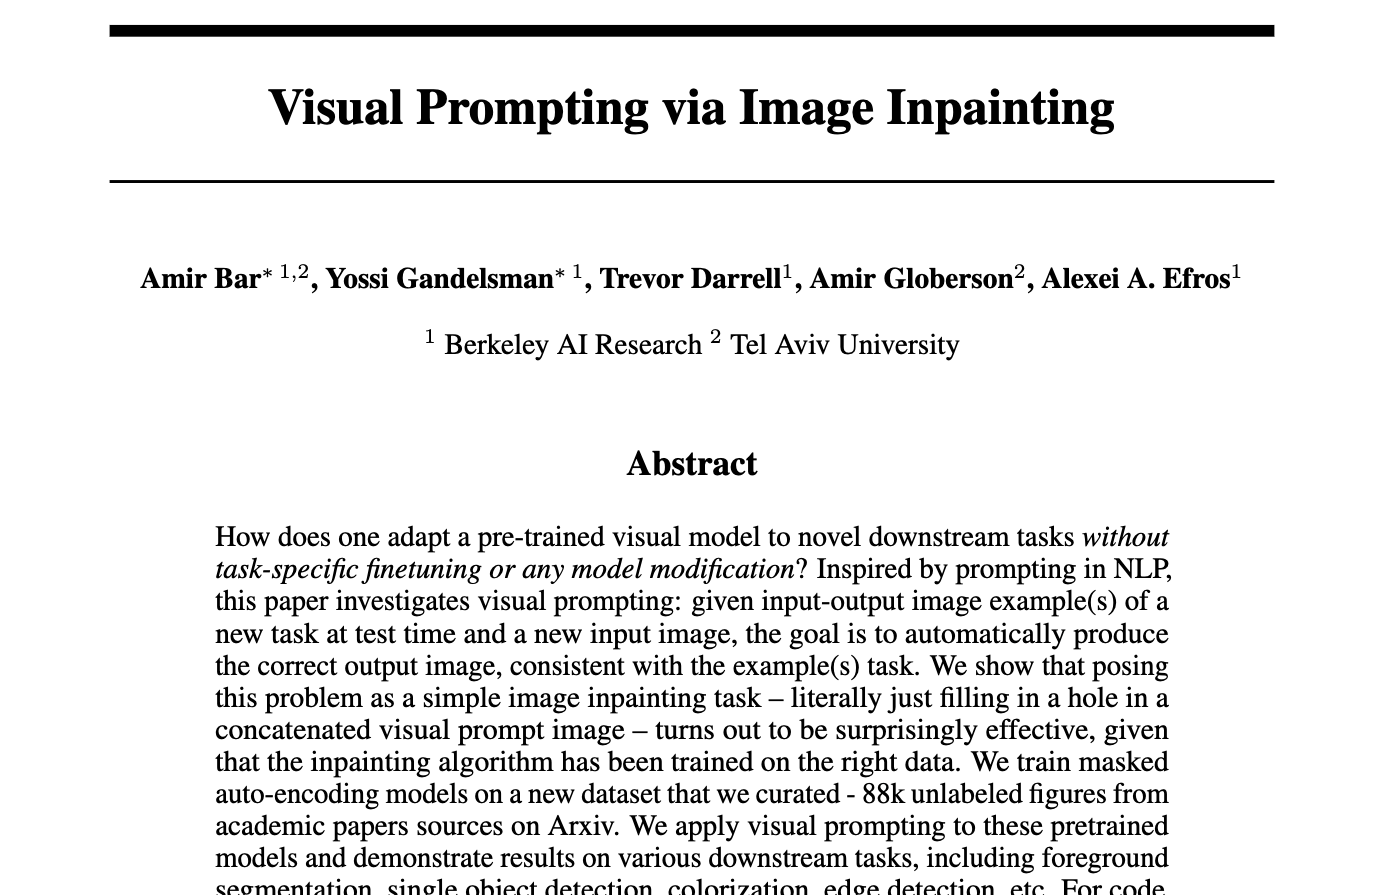 Visual Prompting via Image Inpainting
Amir Bar* 1,2, Yossi Gandelsman* 1, Trevor Darrell1, Amir Globerson2, Alexei A. Efros1
1 Berkeley AI Research 2 Tel Aviv University
Abstract
How does one adapt a pre-trained visual model to novel downstream tasks without
task-specific finetuning or any model modification? Inspired by prompting in NLP,
this paper investigates visual prompting: given input-output image example(s) of a
new task at test time and a new input image, the goal is to automatically produce
the correct output image, consistent with the example(s) task. We show that posing
this problem as a simple image inpainting task – literally just filling in a hole in a
concatenated visual prompt image – turns out to be surprisingly effective, given
that the inpainting algorithm has been trained on the right data. We train masked
auto-encoding models on a new dataset that we curated - 88k unlabeled figures from
academic papers sources on Arxiv. We apply visual prompting to these pretrained
models and demonstrate results on various downstream tasks, including foreground
segmentation, single object detection, colorization, edge detection, etc. For code,